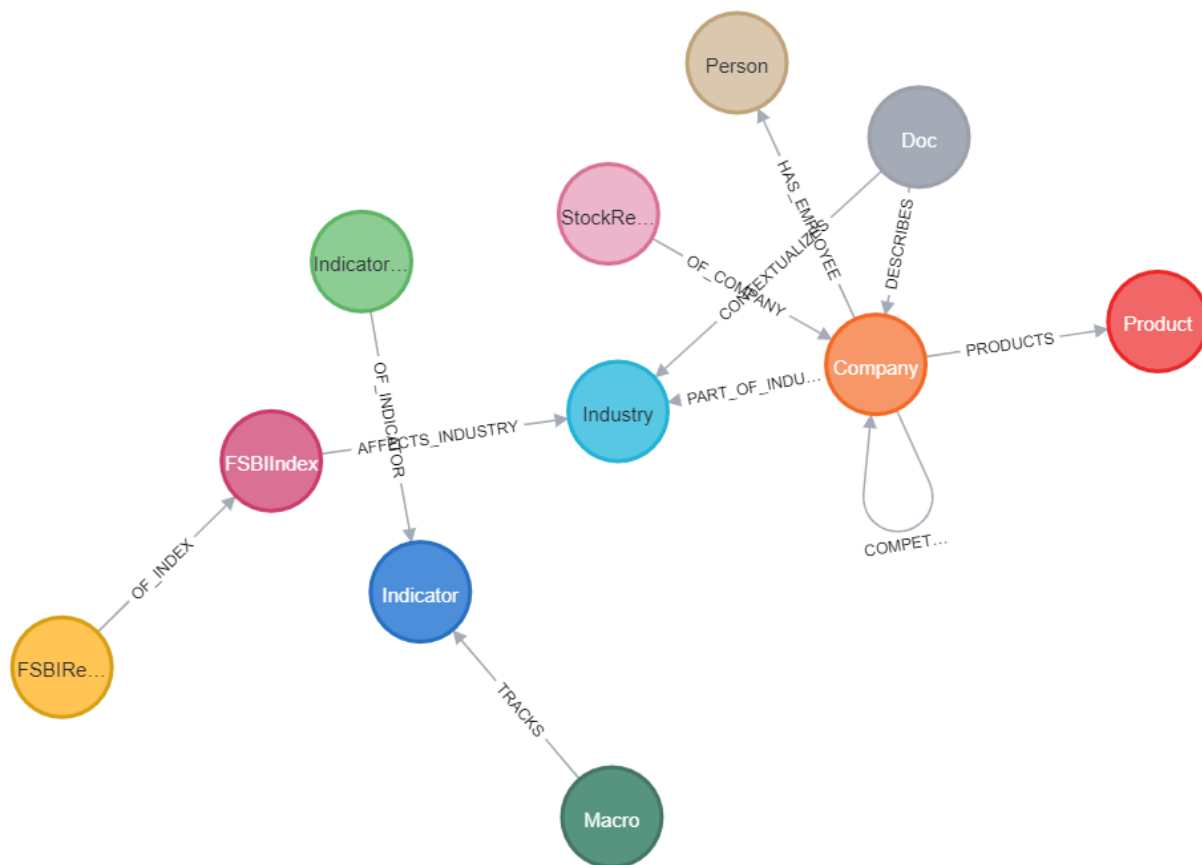 Person
Doc
HAS_EMPLOYEE
StockRe…
DESCRIBES
Indicator…
OF_COMPANY
CONTEXTUALIZES
Product
PRODUCTS
Company
OF_INDICATOR
PART_OF_INDU…
Industry
AFFECTS_INDUSTRY
FSBIIndex
COMPET…
OF_INDEX
Indicator
FSBIRe…
TRACKS
Macro